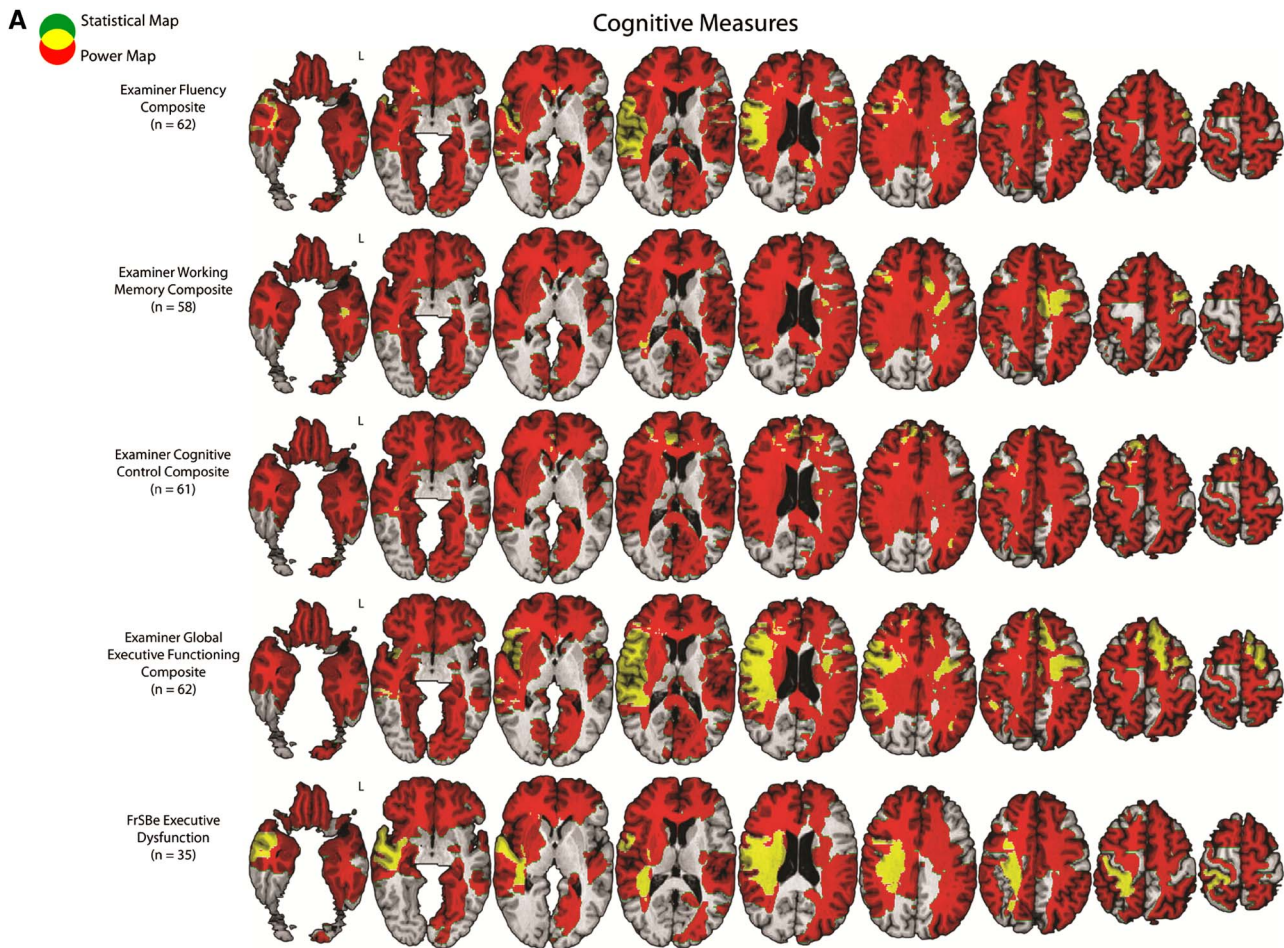 A
Statistical Map
Power Map
Cognitive Measures
L
Examiner Fluency
Composite
(n = 62)
L
Examiner Working
Memory Composite
(n = 58)
L
Examiner Cognitive
Control Composite
(n = 61)
L
Examiner Global
Executive Functioning
Composite
(n = 62)
L
FrSBe Executive
Dysfunction
(n = 35)